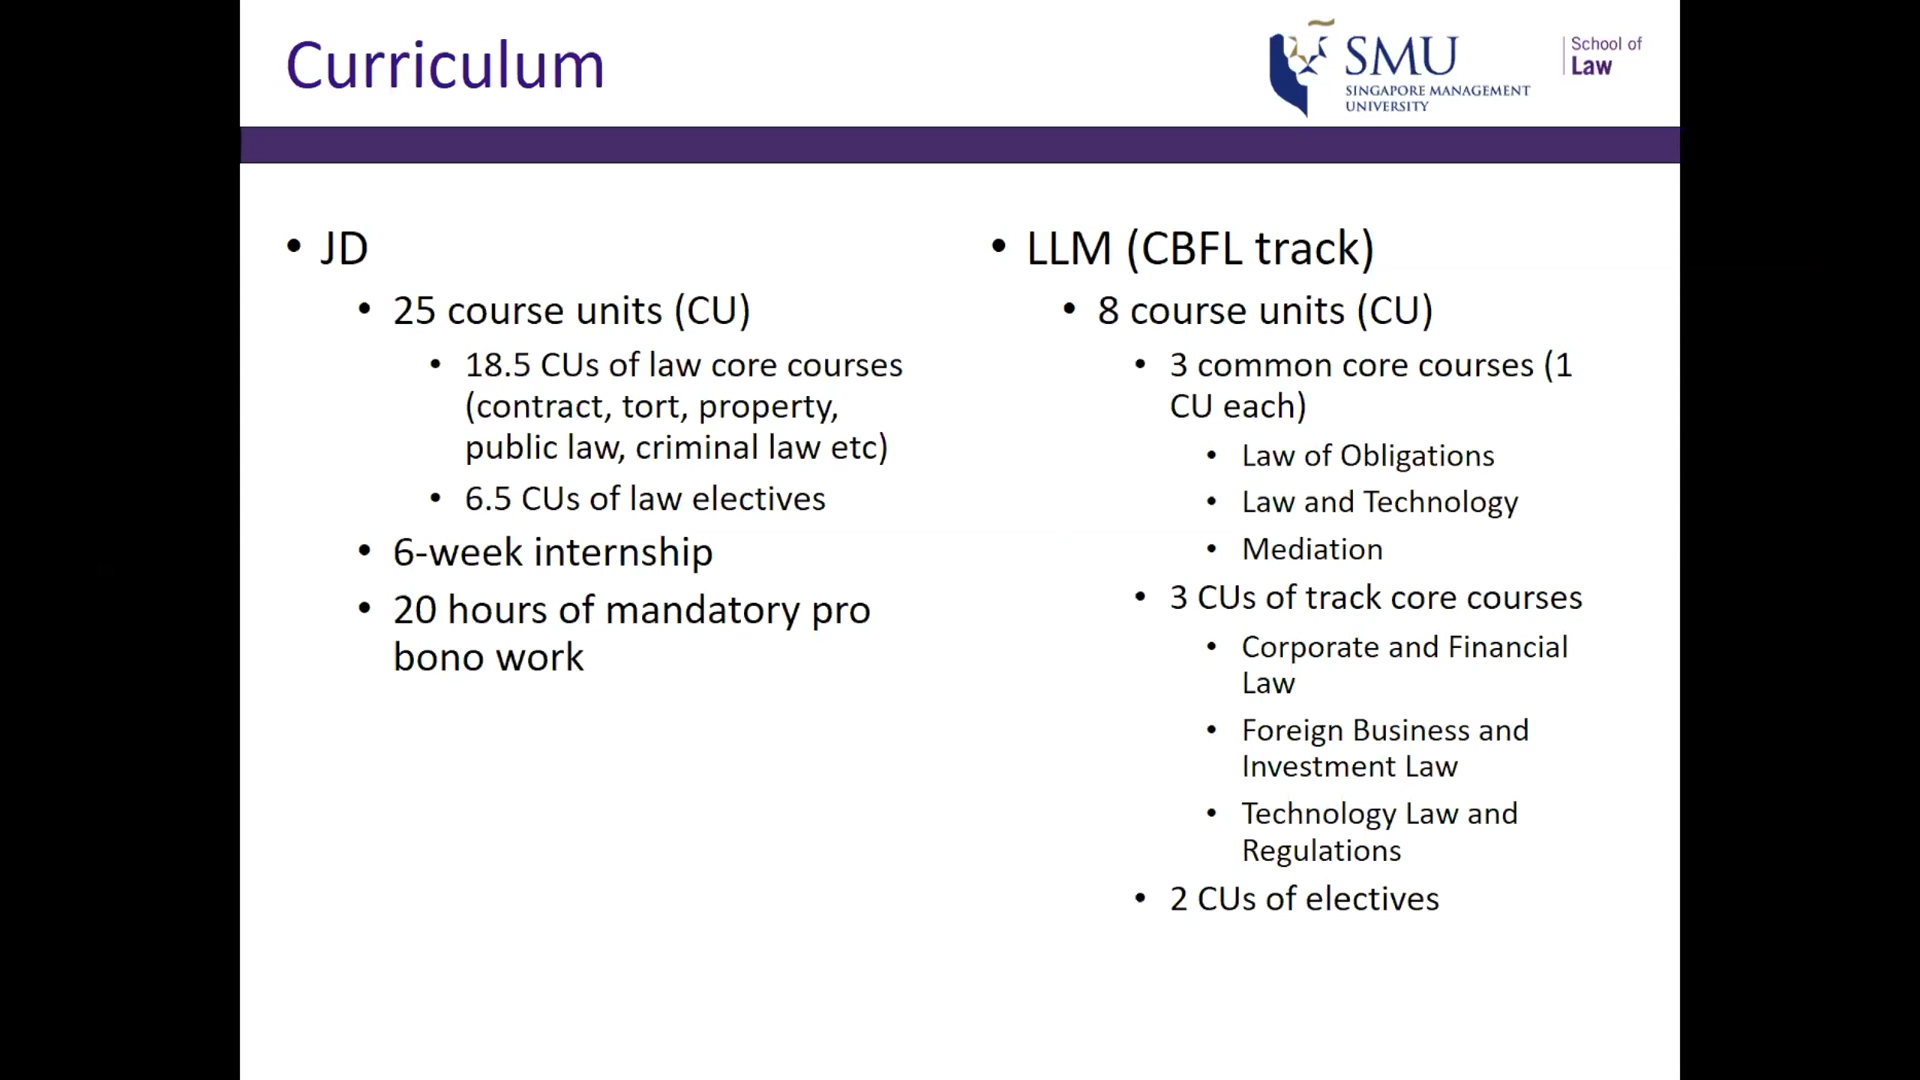 Curriculum
SMU
SINGAPORE MANAGEMENT
UNIVERSITY
School of
Law
• JD
• 25 course units (CU)
• 18.5 CUs of law core courses
(contract, tort, property,
public law, criminal law etc)
• 6.5 CUs of law electives
• 6-week internship
• 20 hours of mandatory pro
bono work
• LLM (CBFL track)
• 8 course units (CU)
• 3 common core courses (1
CU each)
• Law of Obligations
• Law and Technology
• Mediation
• 3 CUs of track core courses
• Corporate and Financial
Law
• Foreign Business and
Investment Law
• Technology Law and
Regulations
• 2 CUs of electives